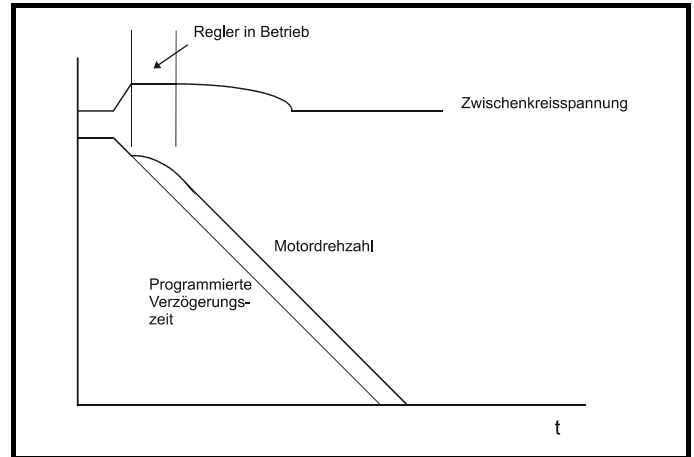 Regler in Betrieb
Zwischenkreisspannung
Motordrehzahl
Programmierte
Verzögerungs-
zeit
t